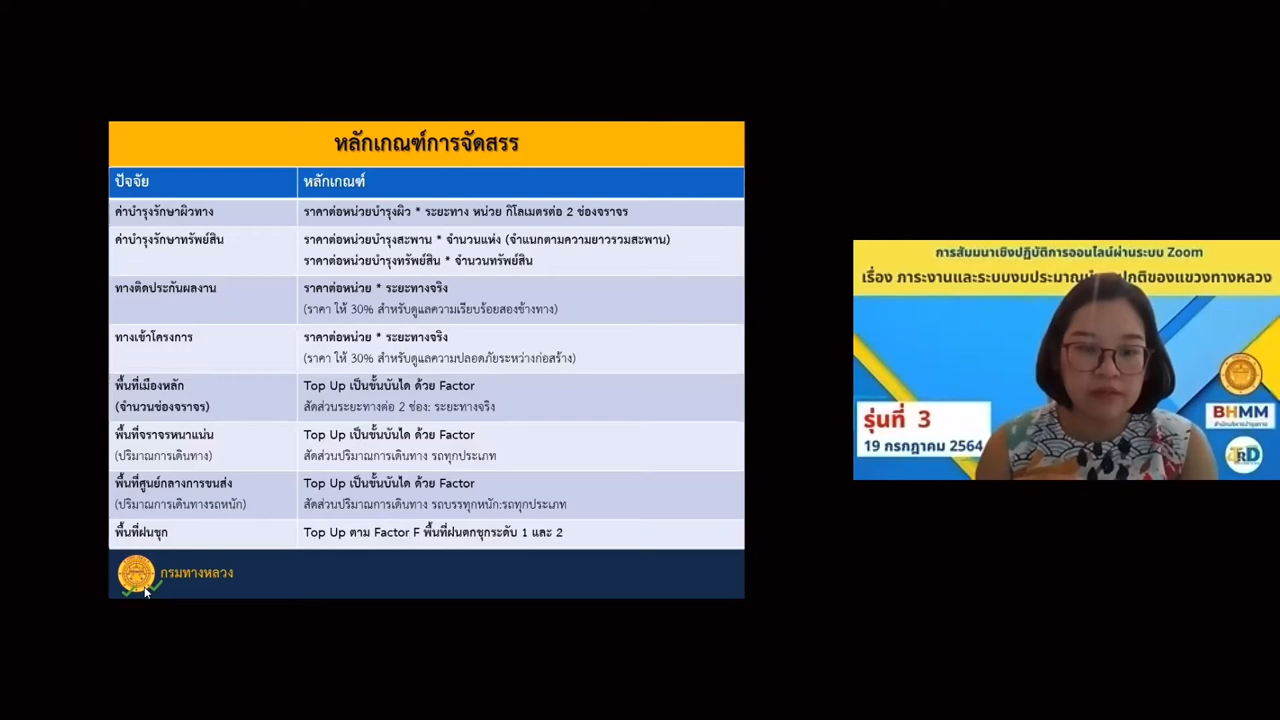 หลักเกณฑ์การจัดสรร
ปัจจัย
หลักเกณฑ์
ค่าบำรุงรักษาผิวทาง
ราคาต่อหน่วยบำรุงผิว * ระยะทาง หน่วย กิโลเมตรต่อ 2 ช่องจราจร
ค่าบำรุงรักษาทรัพย์สิน
ราคาต่อหน่วยบำรุงสะพาน * จำนวนแห่ง (จำแนกตามความยาวรวมสะพาน)
ราคาต่อหน่วยบำรุงทรัพย์สิน * จำนวนทรัพย์สิน
ทางติดประกันผลงาน
ราคาต่อหน่วย * ระยะทางจริง
(ราคา ให้ 30% สำหรับดูแลความเรียบร้อยสองข้างทาง)
ทางเข้าโครงการ
ราคาต่อหน่วย * ระยะทางจริง
(ราคา ให้ 30% สำหรับดูแลความปลอดภัยระหว่างก่อสร้าง)
พื้นที่เมืองหลัก
(จำนวนช่องจราจร)
Top Up เป็นขั้นบันได ด้วย Factor
สัดส่วนระยะทางต่อ 2 ช่อง: ระยะทางจริง
พื้นที่จราจรหนาแน่น
(ปริมาณการเดินทาง)
Top Up เป็นขั้นบันได ด้วย Factor
สัดส่วนปริมาณการเดินทาง รถทุกประเภท
พื้นที่ศูนย์กลางการขนส่ง
(ปริมาณการเดินทางรถหนัก)
Top Up เป็นขั้นบันได ด้วย Factor
สัดส่วนปริมาณการเดินทาง รถบรรทุกหนัก:รถทุกประเภท
พื้นที่ฝนชุก
Top Up ตาม Factor F พื้นที่ฝนตกชุกระดับ 1 และ 2
กรมทางหลวง
การสัมมนาเชิงปฏิบัติการออนไลน์ผ่านระบบ Zoom
เรื่อง ภาระงานและระบบงบประมาณบำ ปกติของแขวงทางหลวง
รุ่นที่ 3
19 กรกฎาคม 2564
BHMM
สำนักบริหารบำรุงทาง